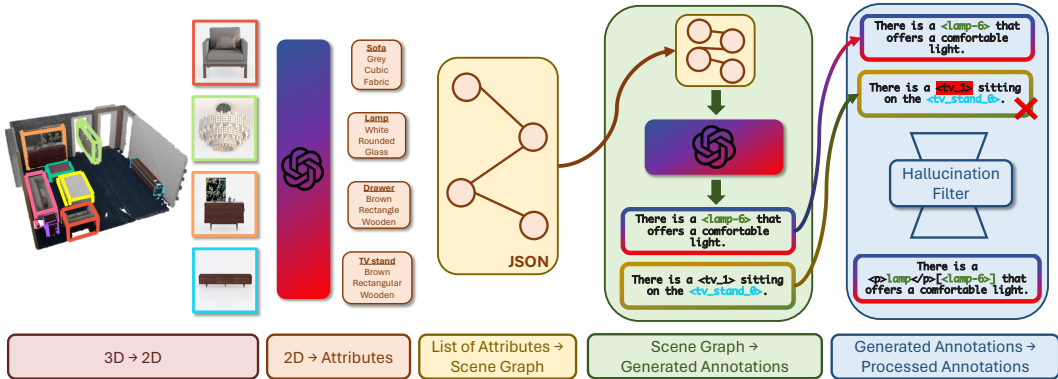 Sofa
Grey
Cubic
Fabric
Lamp
White
Rounded
Glass
Drawer
Brown
Rectangle
Wooden
TV stand
Brown
Rectangular
Wooden
JSON
There is a <lamp-6> that
offers a comfortable
light.
There is a <tv_1> sitting
on the <tv_stand_0>.
There is a <lamp-6> that
offers a comfortable
light.
There is a <tv_1> sitting
on the <tv_stand_0>.
Hallucination
Filter
There is a
<p>lamp</p>[<lamp-6>] that
offers a comfortable light.
3D → 2D
2D → Attributes
List of Attributes →
Scene Graph
Scene Graph →
Generated Annotations
Generated Annotations →
Processed Annotations